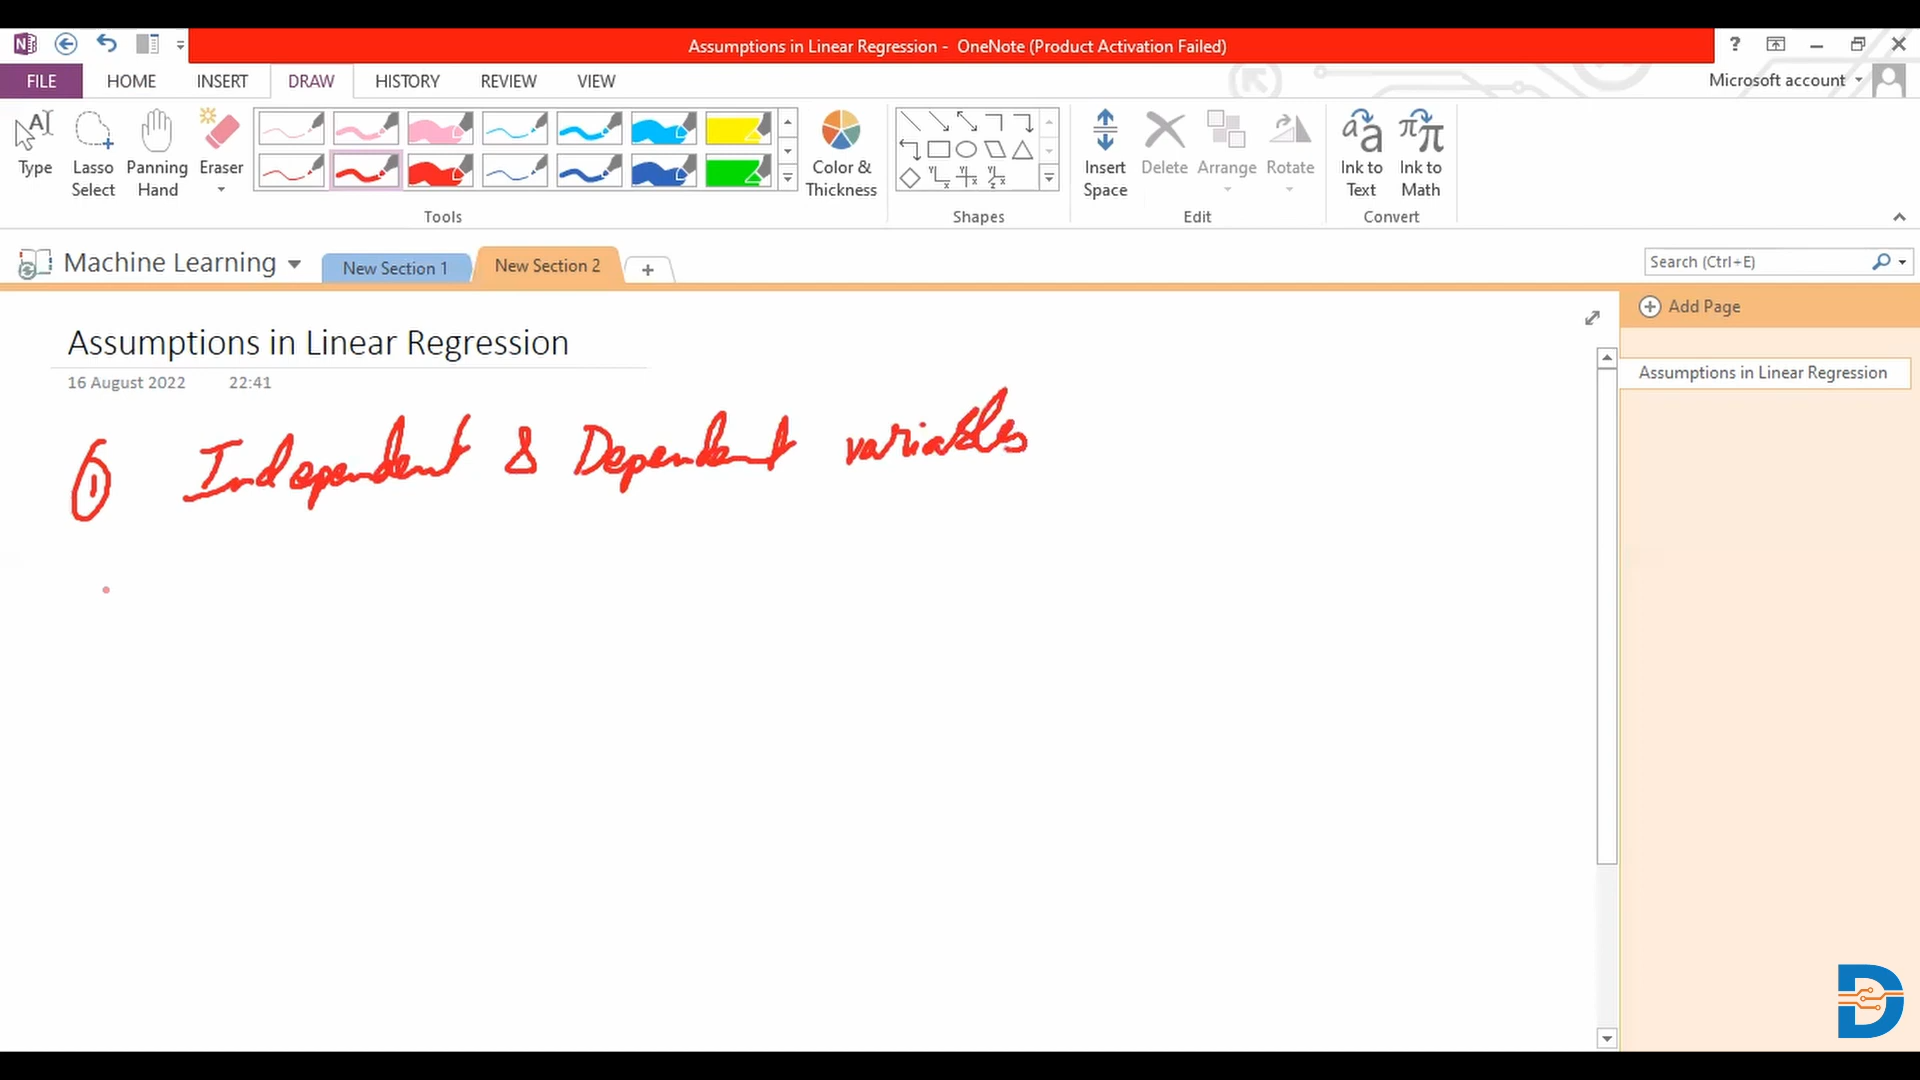 Assumptions in Linear Regression - OneNote (Product Activation Failed)
?
FILE HOME INSERT DRAW HISTORY REVIEW VIEW
Microsoft account
Type
Lasso Select
Panning Hand
Eraser
Color & Thickness
Insert Space
Delete
Arrange
Rotate
Ink to Text
Ink to Math
Tools
Shapes
Edit
Convert
Machine Learning
New Section 1
New Section 2
+
Search (Ctrl+E)
Add Page
Assumptions in Linear Regression
Assumptions in Linear Regression
16 August 2022 22:41
① Independent & Dependent variables